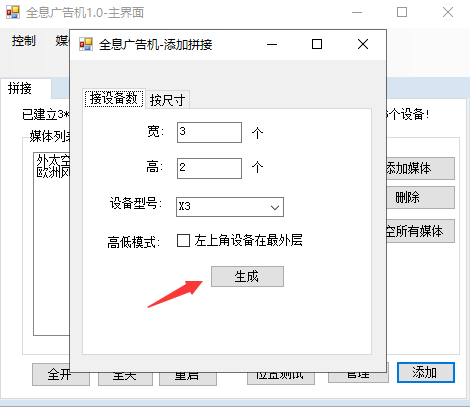 全息广告机1.0-主界面
控制 媒
全息广告机-添加拼接
拼接
按设备数 按尺寸
已建立3* 个设备!
媒体列表
宽: 3 个
外太空
欧洲风
高: 2 个
添加媒体
删除
设备型号: X3
空所有媒体
高低模式: 左上角设备在最外层
生成
全开 全关 重启 位置测试 管理 添加